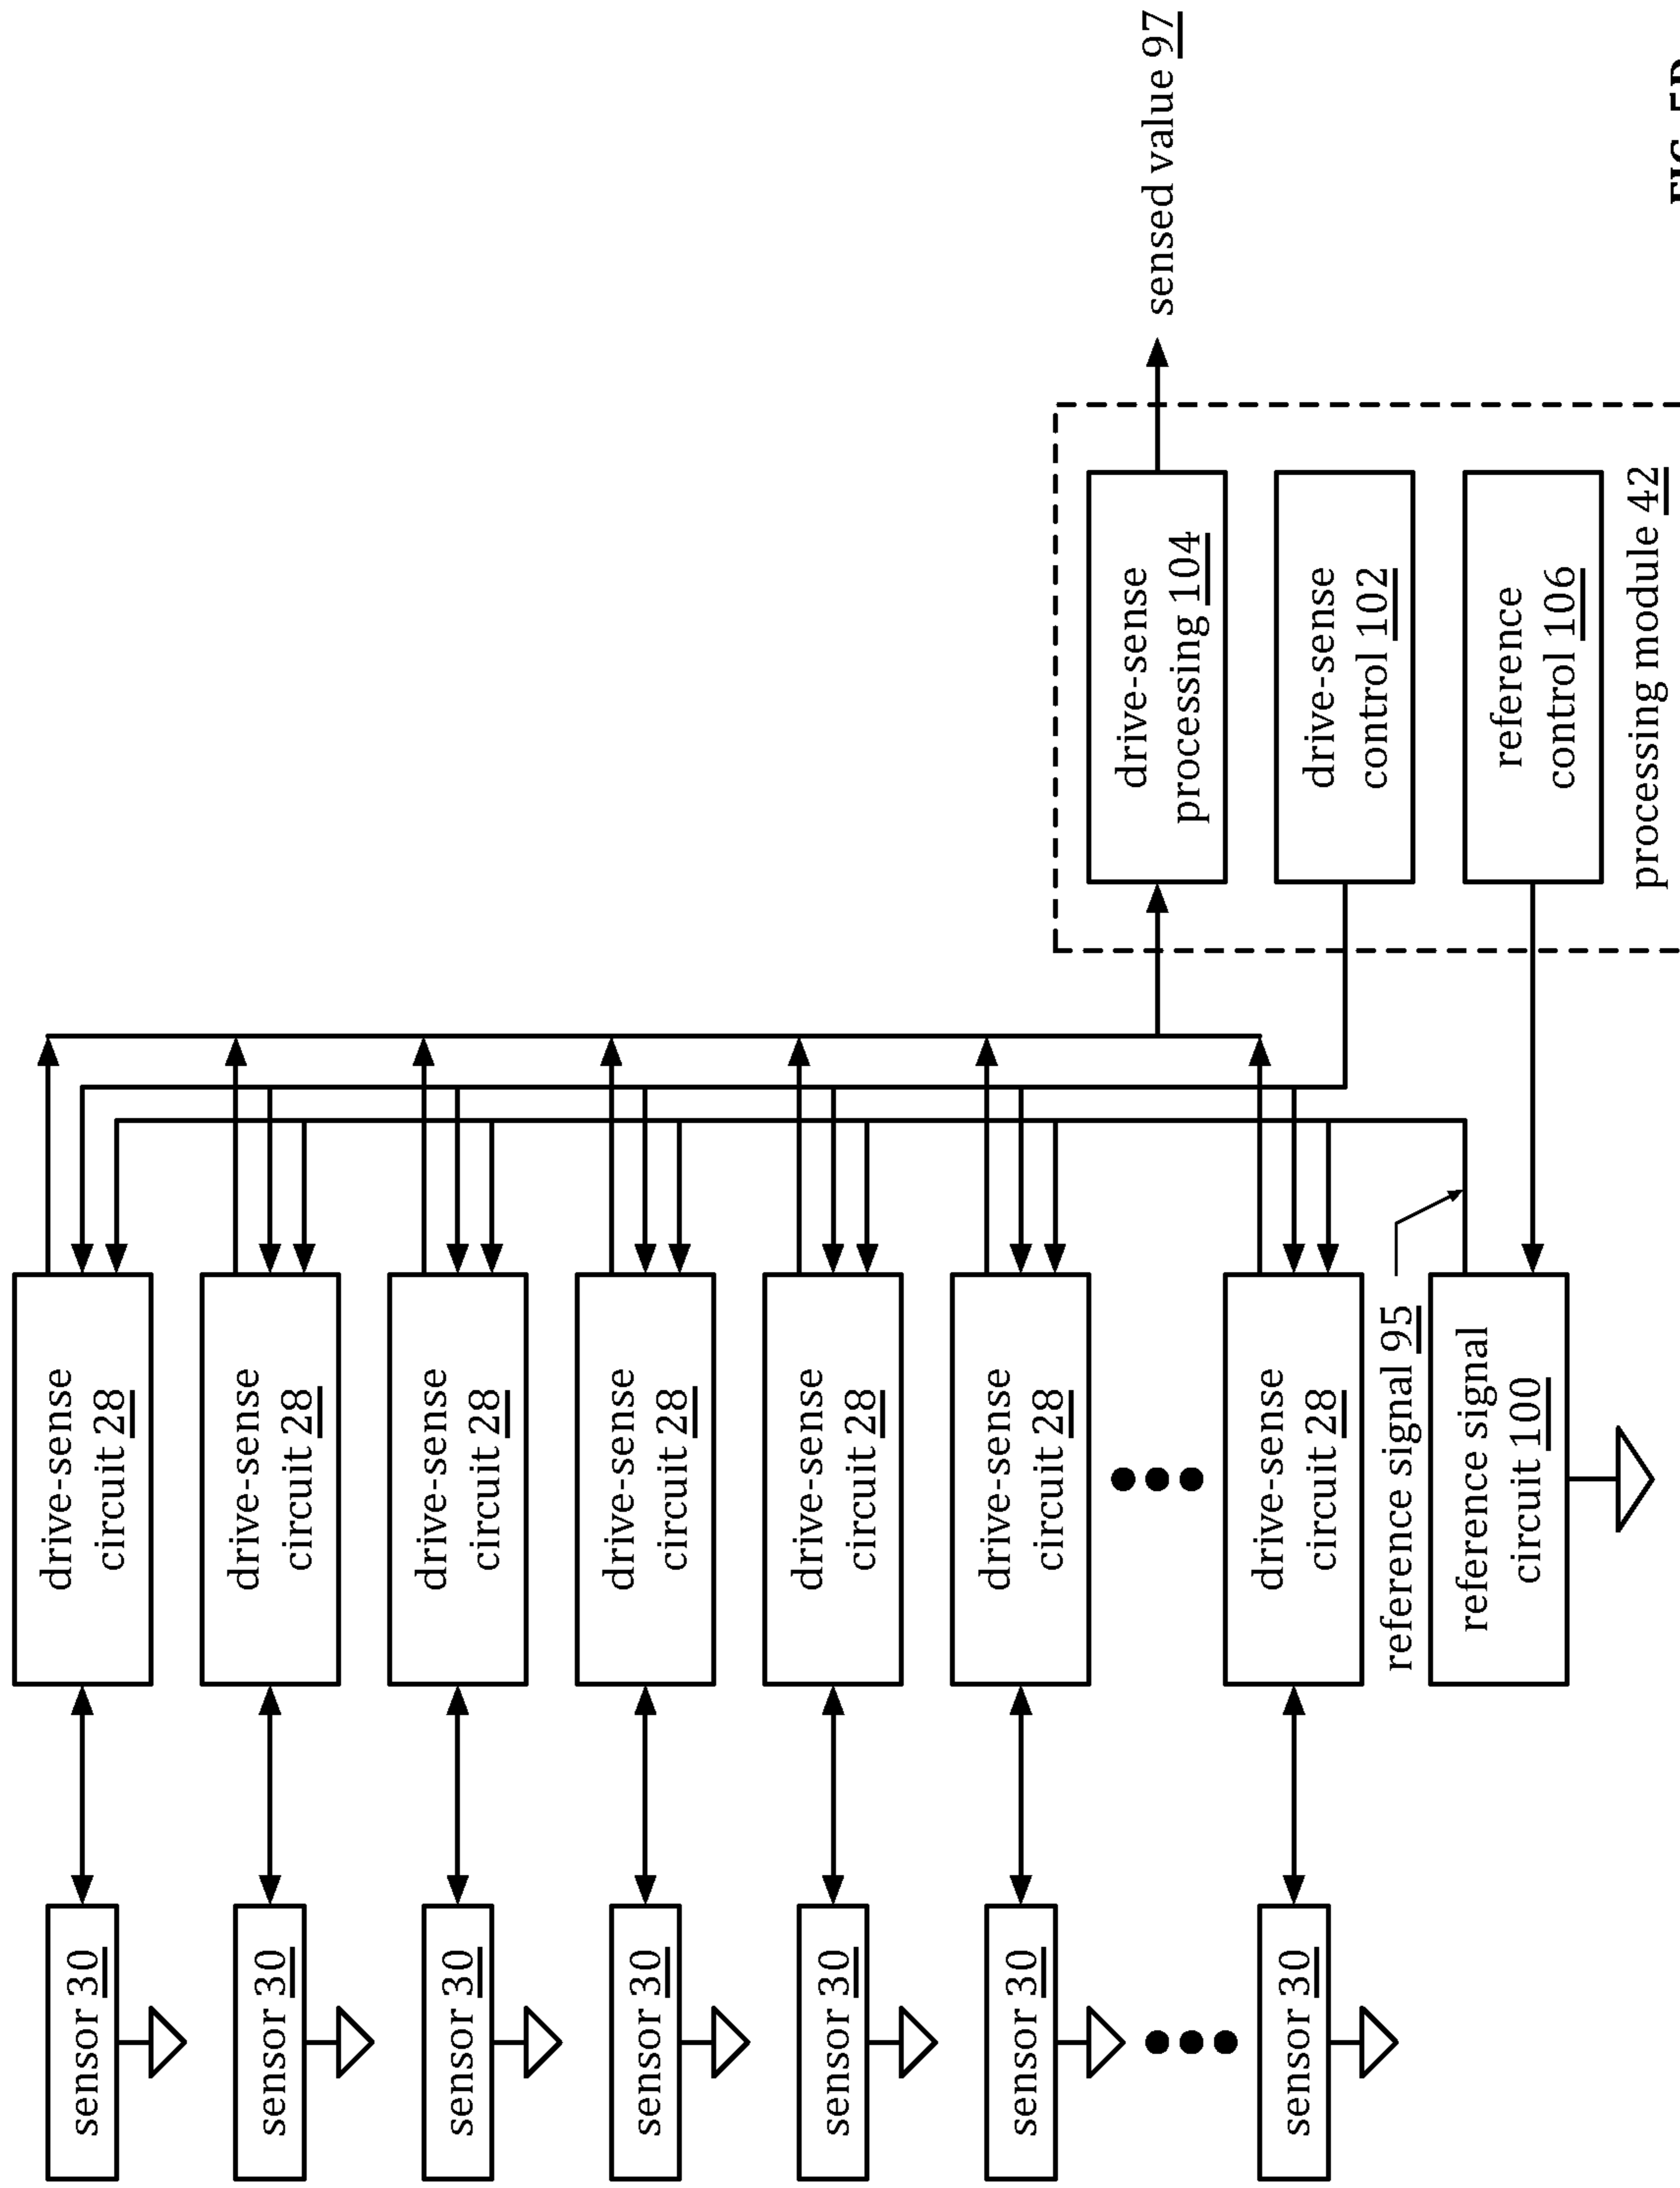 sensor 30
drive-sense
circuit 28
sensor 30
drive-sense
circuit 28
sensor 30
drive-sense
circuit 28
sensor 30
drive-sense
circuit 28
sensor 30
drive-sense
circuit 28
sensor 30
drive-sense
circuit 28
drive-sense
processing 104
sensed value 97
sensor 30
drive-sense
circuit 28
drive-sense
control 102
reference signal 95
reference signal
circuit 100
reference
control 106
processing module 42
FIG.